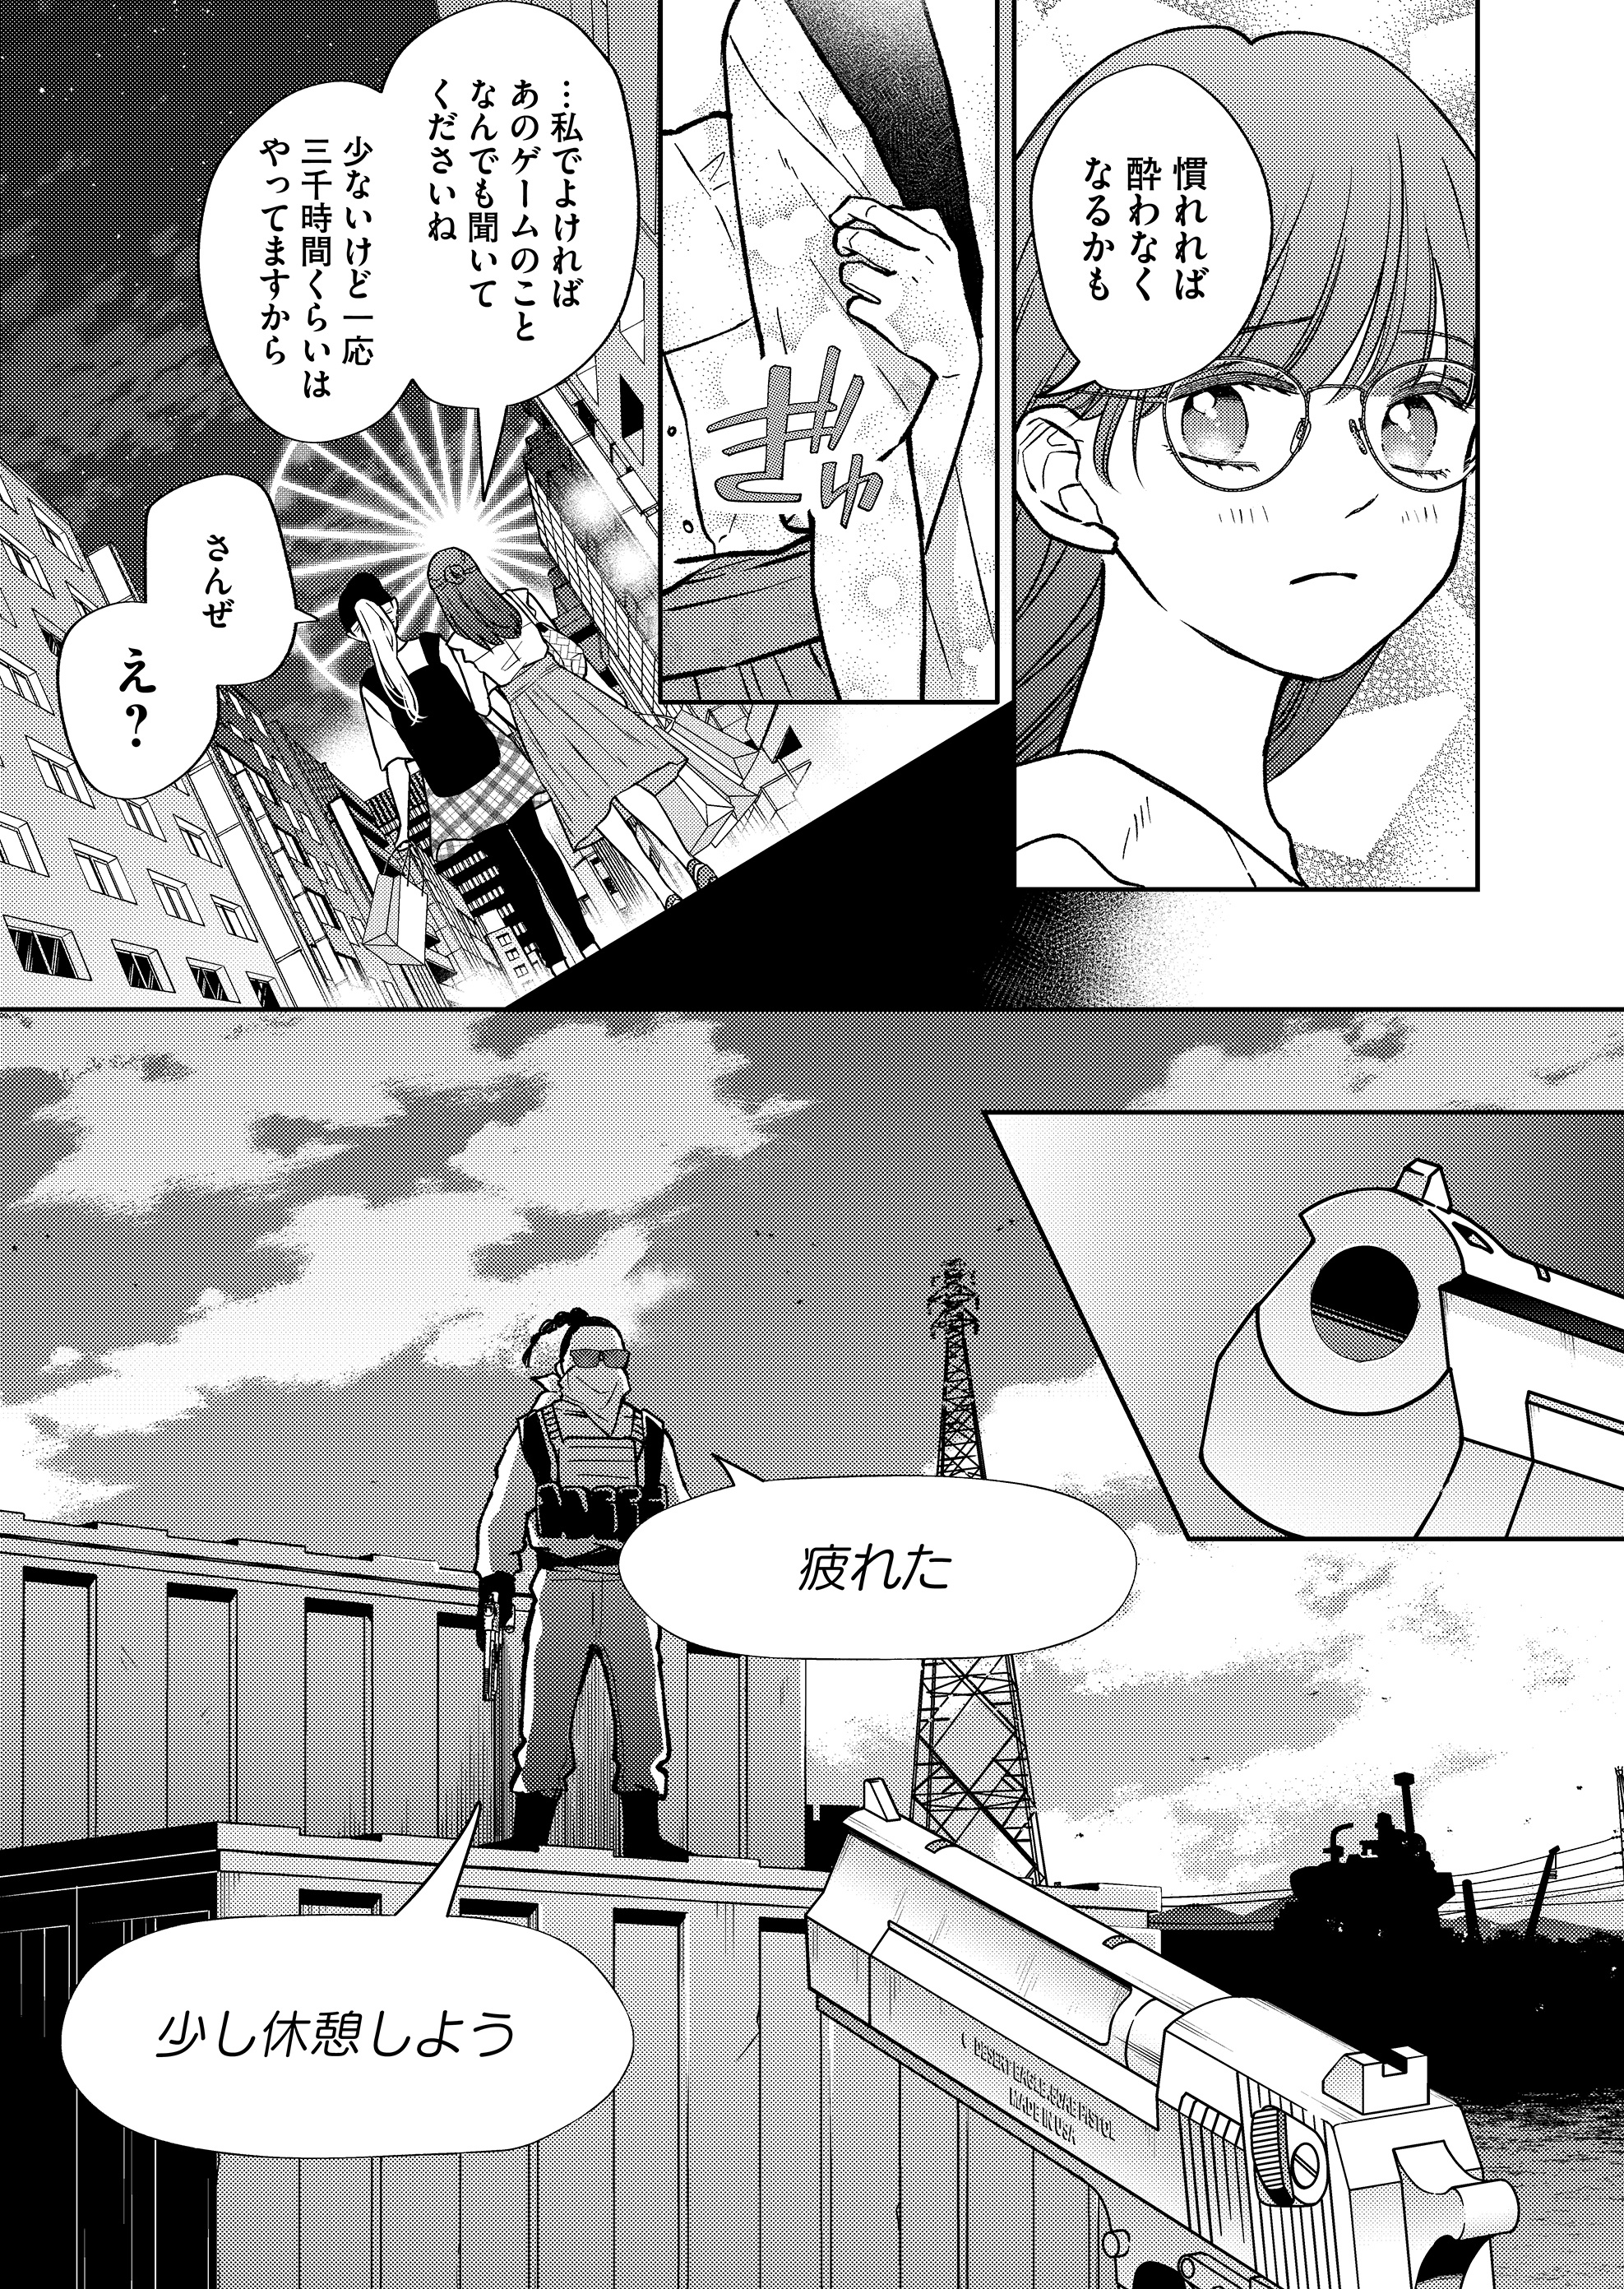 慣れれば
酔わなく
なるかも
ぎゅ
…私でよければ
あのゲームのこと
なんでも聞いて
くださいね
少ないけど一応
三千時間くらいは
やってますから
さんぜ
え?
疲れた
少し休憩しよう
DESERT EAGLE .50AE PISTOL
MADE IN USA